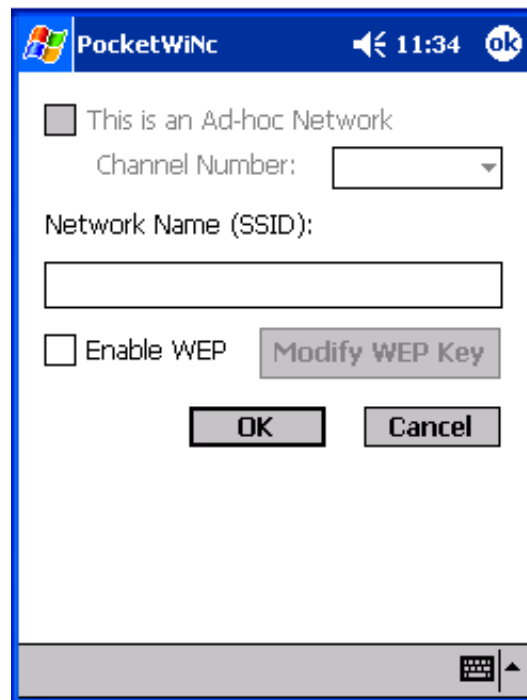 PocketWiNc 11:34 ok
This is an Ad-hoc Network
Channel Number:
Network Name (SSID):
Enable WEP Modify WEP Key
OK Cancel